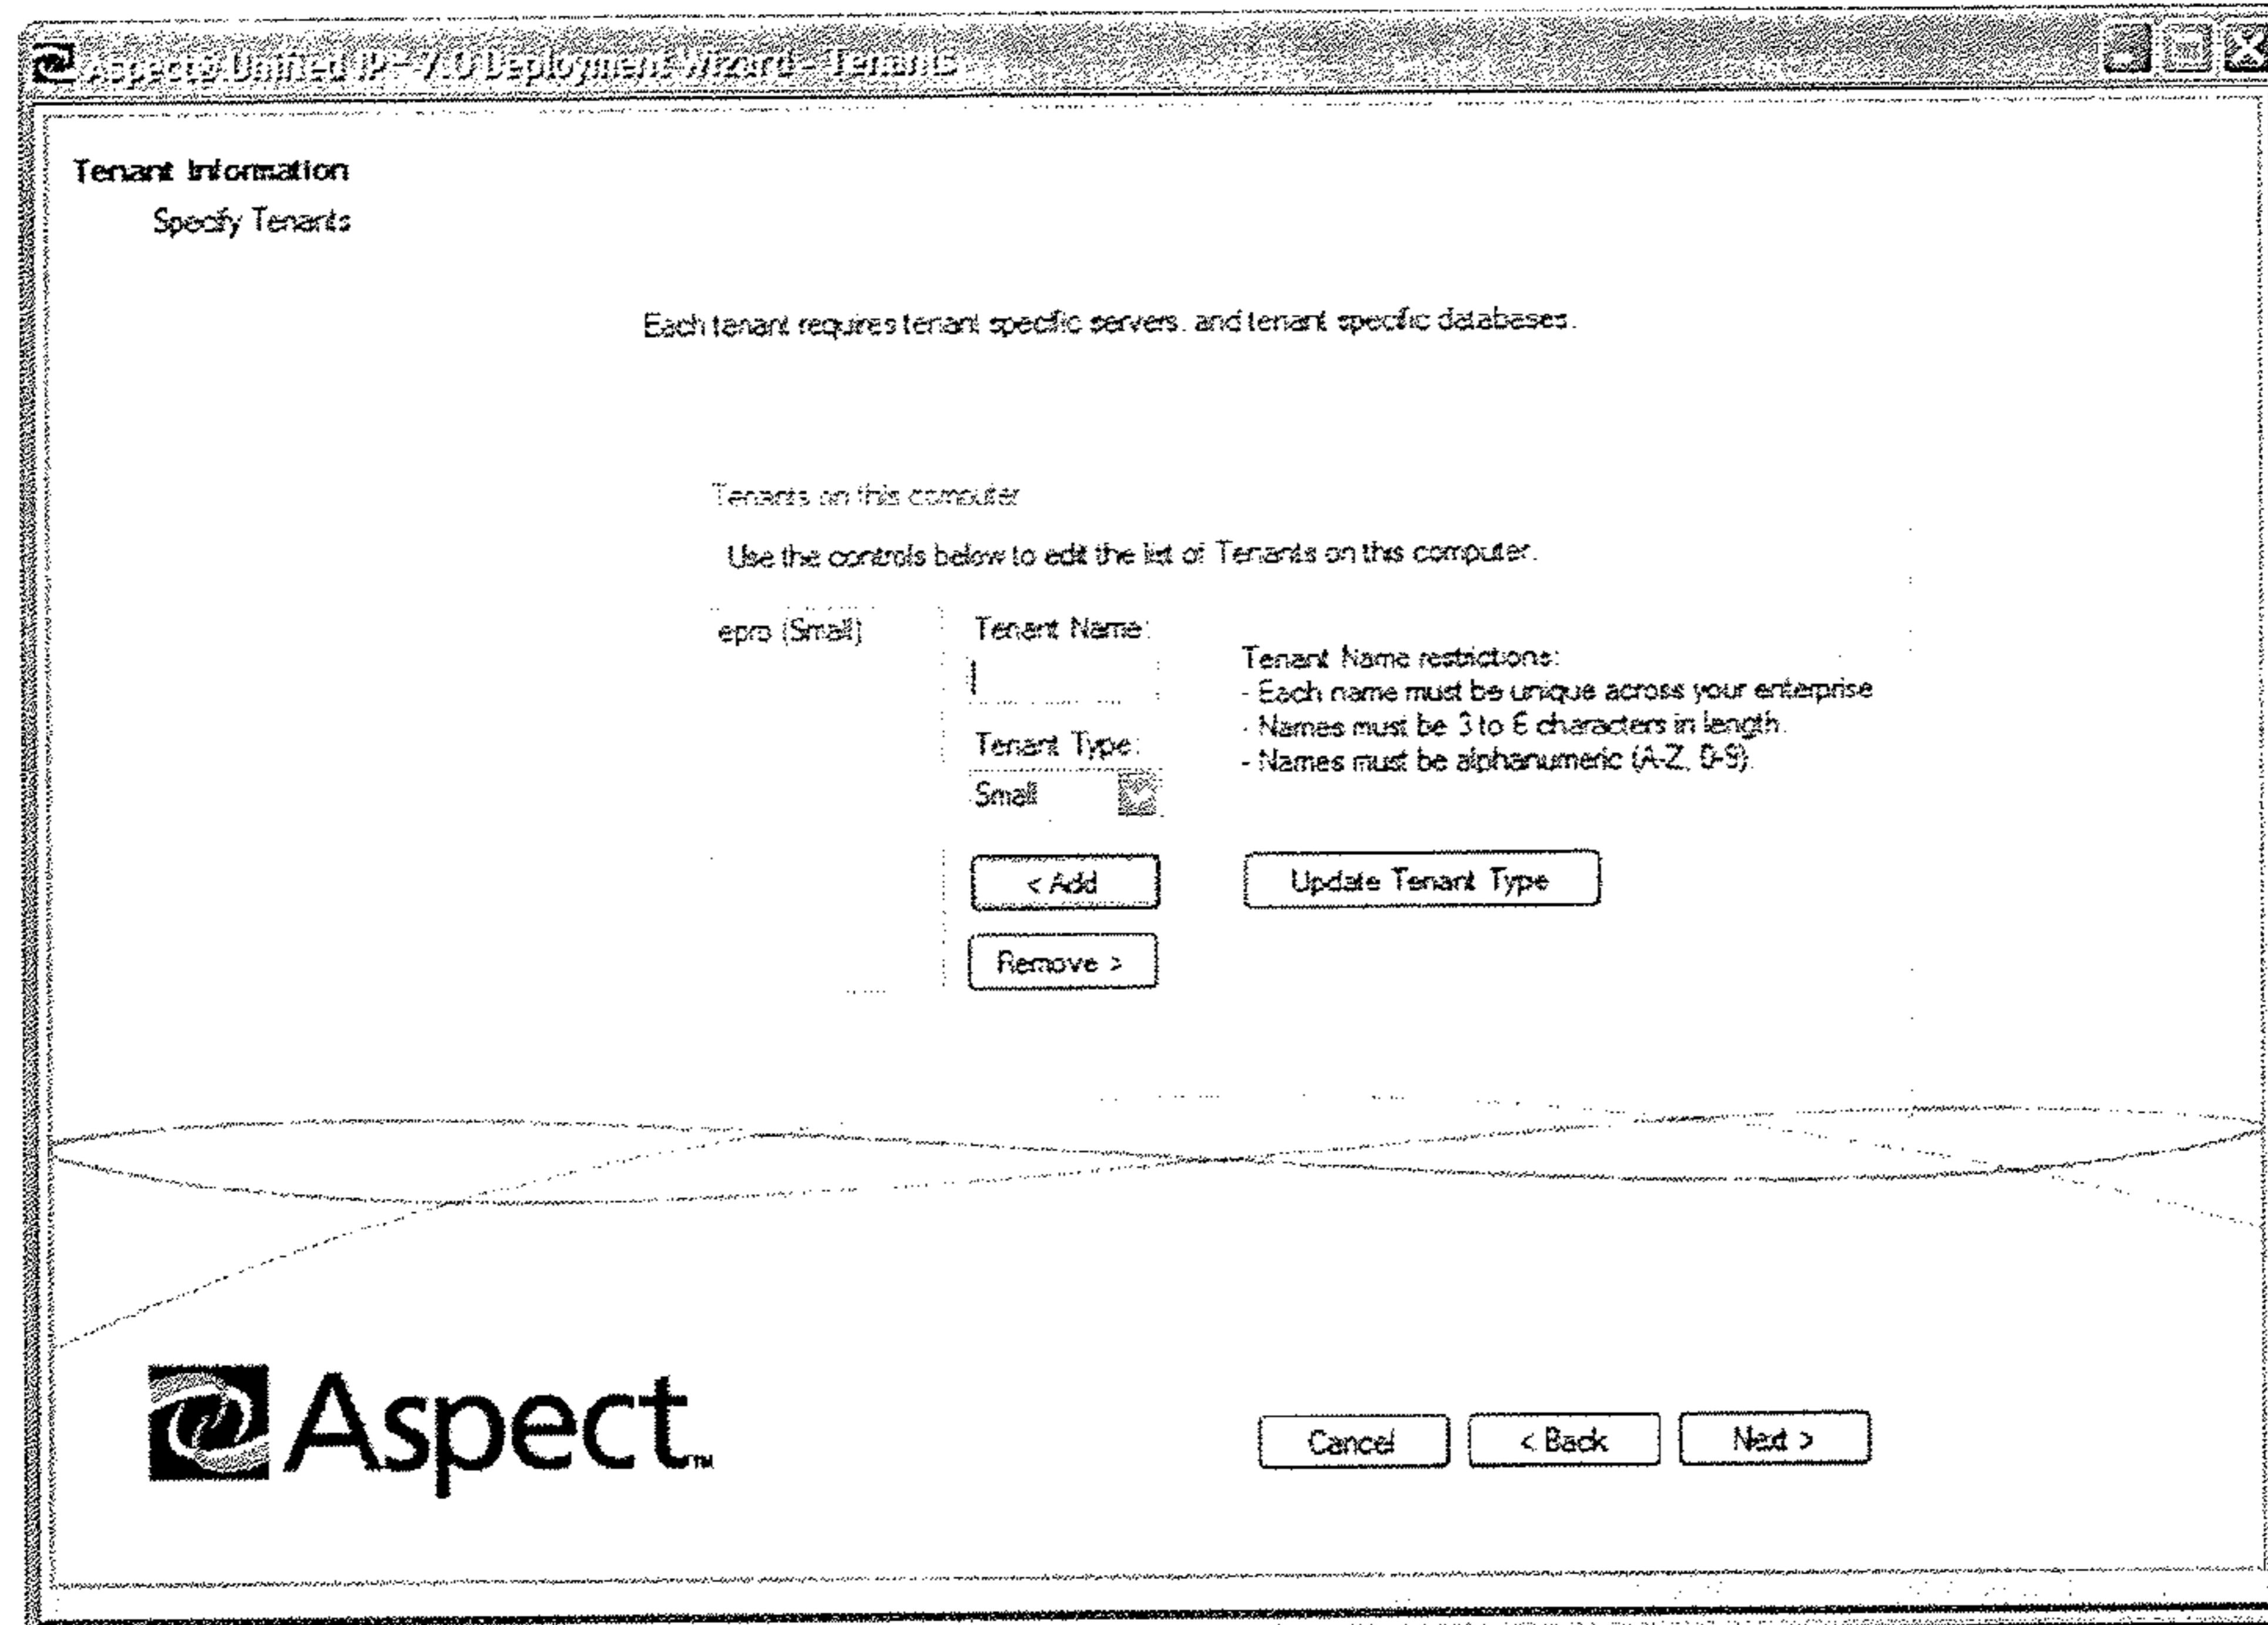 Aspect® Unified IP™ 7.0 Deployment Wizard - Tenants
Tenant Information
Specify Tenants
Each tenant requires tenant specific servers, and tenant specific databases.
Tenants on this computer
Use the controls below to edit the list of Tenants on this computer.
epro (Small)
Tenant Name:
Tenant Name restrictions:
- Each name must be unique across your enterprise
- Names must be 3 to 6 characters in length.
- Names must be alphanumeric (A-Z, 0-9).
Tenant Type:
Small
< Add
Update Tenant Type
Remove >
Aspect™
Cancel
< Back
Next >